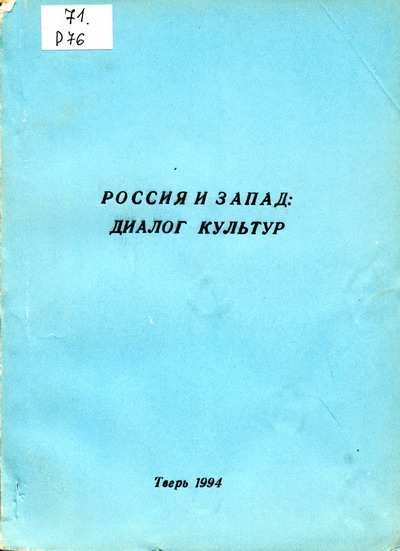 71.
Р76
РОССИЯ И ЗАПАД:
ДИАЛОГ КУЛЬТУР
Тверь 1994